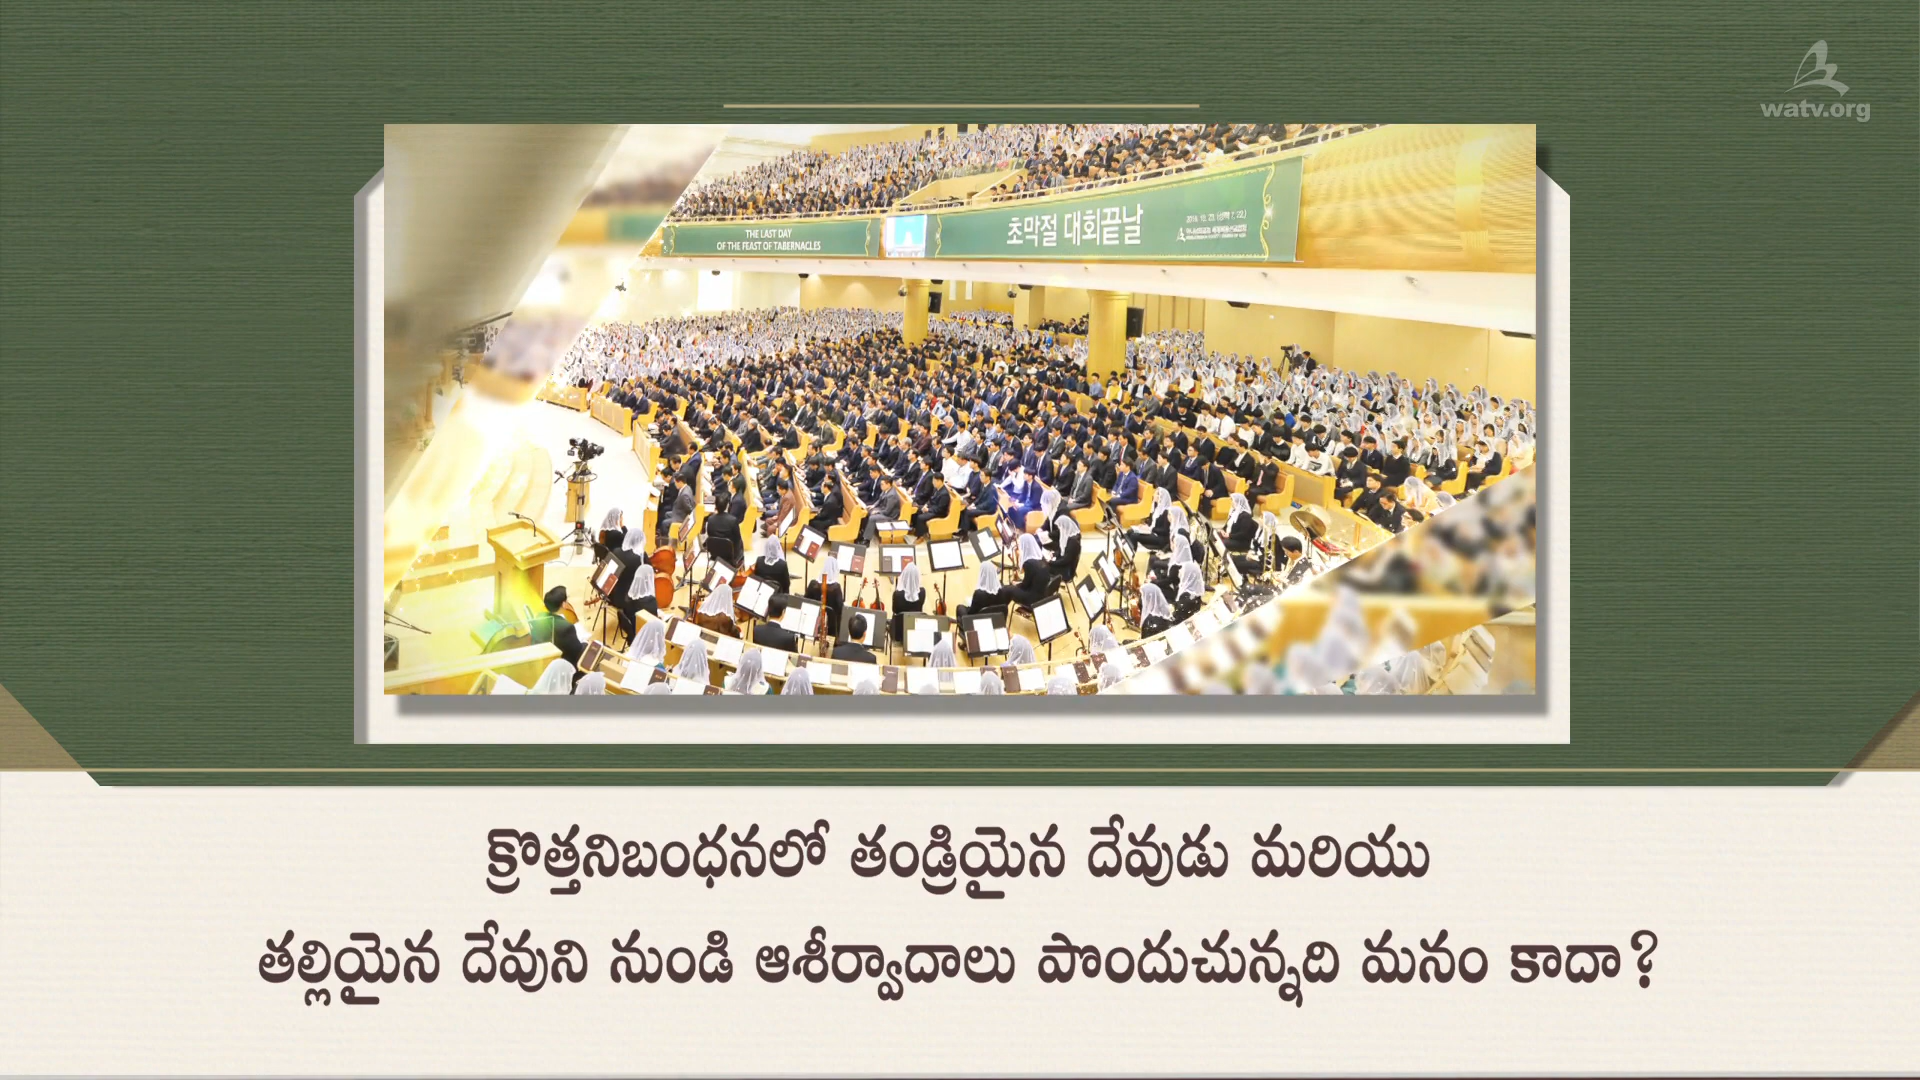 watv.org
THE LAST DAY
OF THE FEAST OF TABERNACLES
초막절 대회끝날
క్రొత్తనిబంధనలో తండ్రియైన దేవుడు మరియు
తల్లియైన దేవుని నుండి ఆశీర్వాదాలు పొందుచున్నది మనం కాదా?